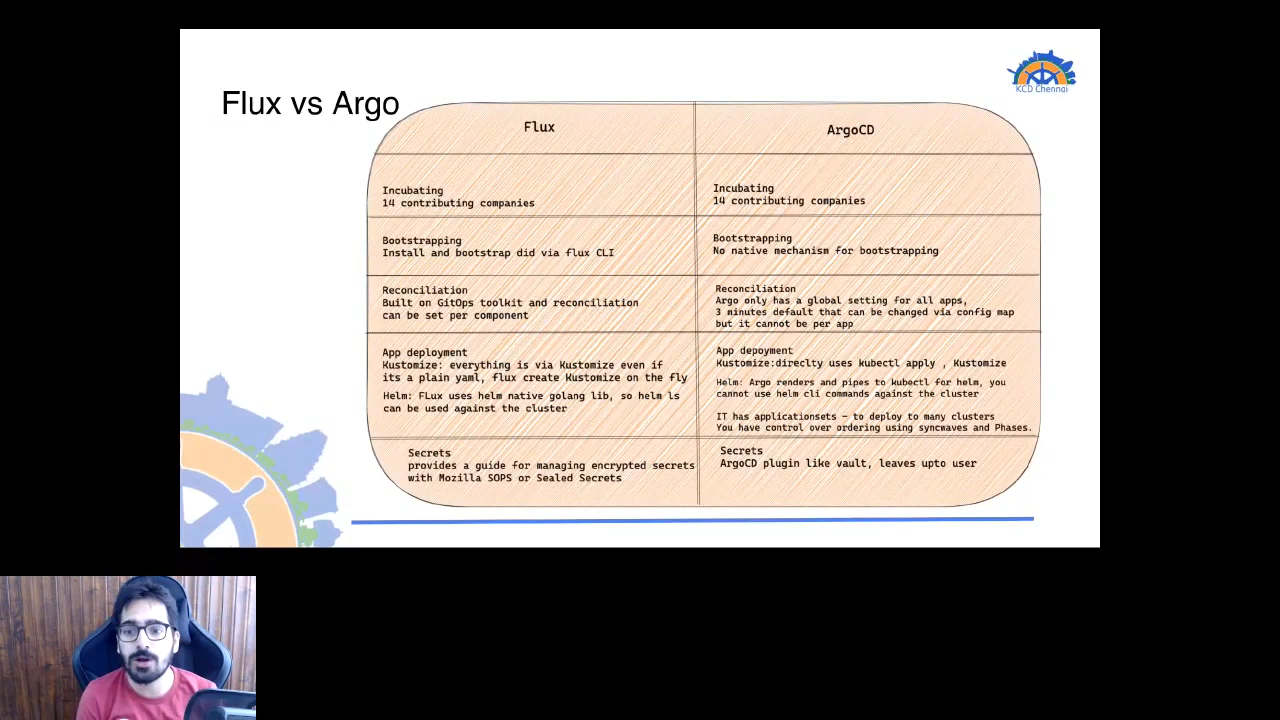 KCD Chennai
Flux vs Argo
Flux
ArgoCD
Incubating
14 contributing companies
Incubating
14 contributing companies
Bootstrapping
Install and bootstrap did via flux CLI
Bootstrapping
No native mechanism for bootstrapping
Reconciliation
Built on GitOps toolkit and reconciliation
can be set per component
Reconciliation
Argo only has a global setting for all apps,
3 minutes default that can be changed via config map
but it cannot be per app
App deployment
Kustomize: everything is via Kustomize even if
its a plain yaml, flux create Kustomize on the fly
Helm: FLux uses helm native golang lib, so helm ls
can be used against the cluster
App depoyment
Kustomize:direclty uses kubectl apply , Kustomize
Helm: Argo renders and pipes to kubectl for helm, you
cannot use helm cli commands against the cluster
IT has applicationsets - to deploy to many clusters
You have control over ordering using syncwaves and Phases.
Secrets
provides a guide for managing encrypted secrets
with Mozilla SOPS or Sealed Secrets
Secrets
ArgoCD plugin like vault, leaves upto user